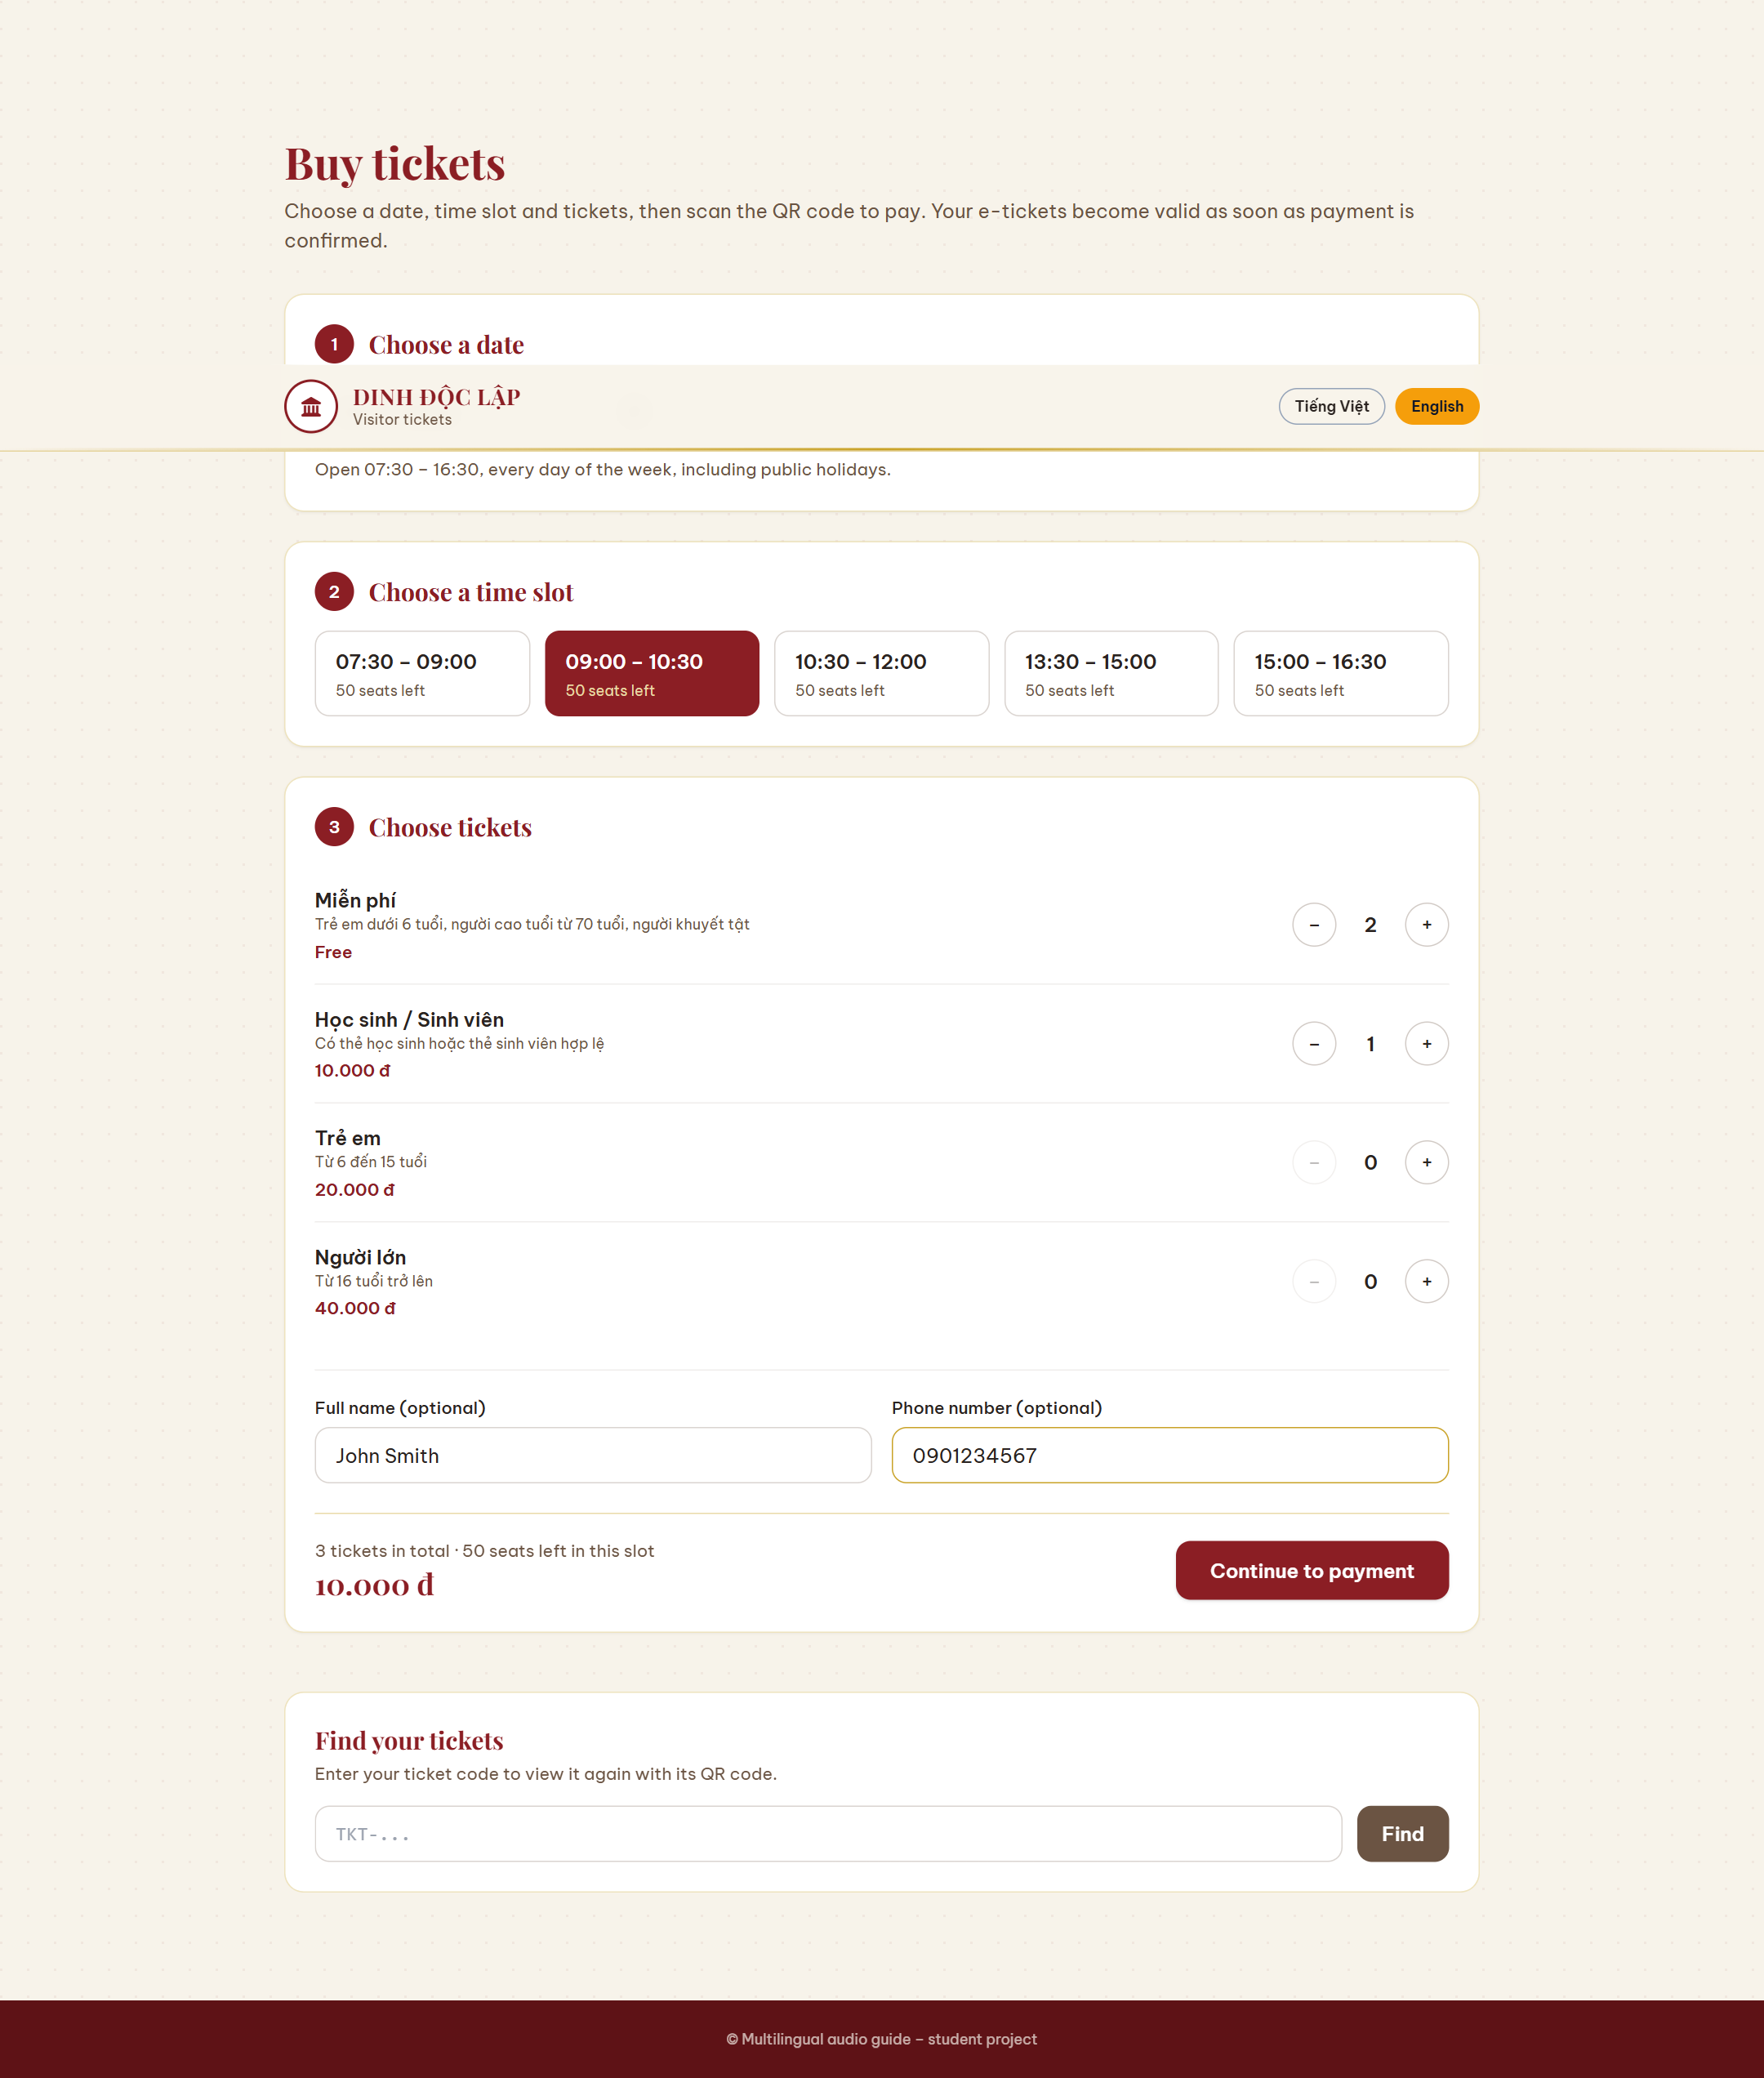 Buy tickets
Choose a date, time slot and tickets, then scan the QR code to pay. Your e-tickets become valid as soon as payment is
confirmed.
1 Choose a date
DINH ĐỘC LẬP
Visitor tickets
Tiếng Việt English
Open 07:30 – 16:30, every day of the week, including public holidays.
2 Choose a time slot
07:30 – 09:00 09:00 – 10:30 10:30 – 12:00 13:30 – 15:00 15:00 – 16:30
50 seats left 50 seats left 50 seats left 50 seats left 50 seats left
3 Choose tickets
Miễn phí
Trẻ em dưới 6 tuổi, người cao tuổi từ 70 tuổi, người khuyết tật
Free
– 2 +
Học sinh / Sinh viên
Có thẻ học sinh hoặc thẻ sinh viên hợp lệ
10.000 đ
– 1 +
Trẻ em
Từ 6 đến 15 tuổi
20.000 đ
– 0 +
Người lớn
Từ 16 tuổi trở lên
40.000 đ
– 0 +
Full name (optional) Phone number (optional)
John Smith 0901234567
3 tickets in total · 50 seats left in this slot
10.000 đ
Continue to payment
Find your tickets
Enter your ticket code to view it again with its QR code.
TKT-... Find
© Multilingual audio guide – student project